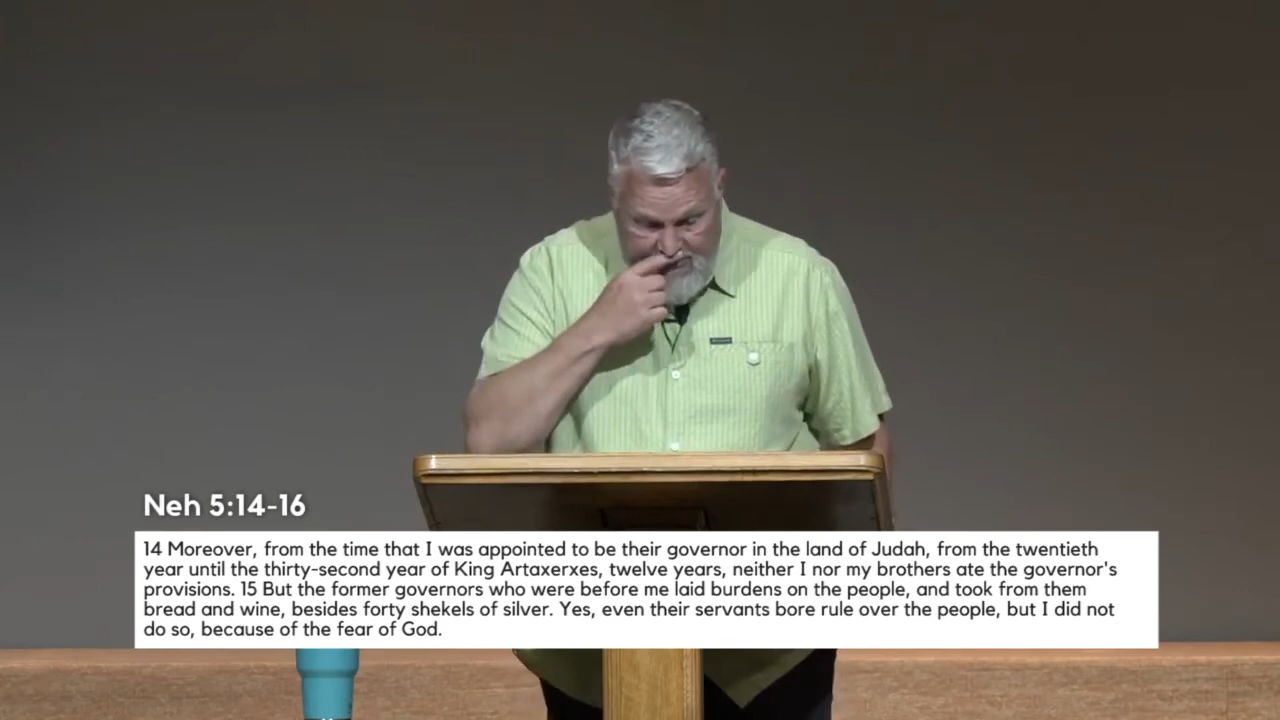 Neh 5:14-16
14 Moreover, from the time that I was appointed to be their governor in the land of Judah, from the twentieth
year until the thirty-second year of King Artaxerxes, twelve years, neither I nor my brothers ate the governor's
provisions. 15 But the former governors who were before me laid burdens on the people, and took from them
bread and wine, besides forty shekels of silver. Yes, even their servants bore rule over the people, but I did not
do so, because of the fear of God.